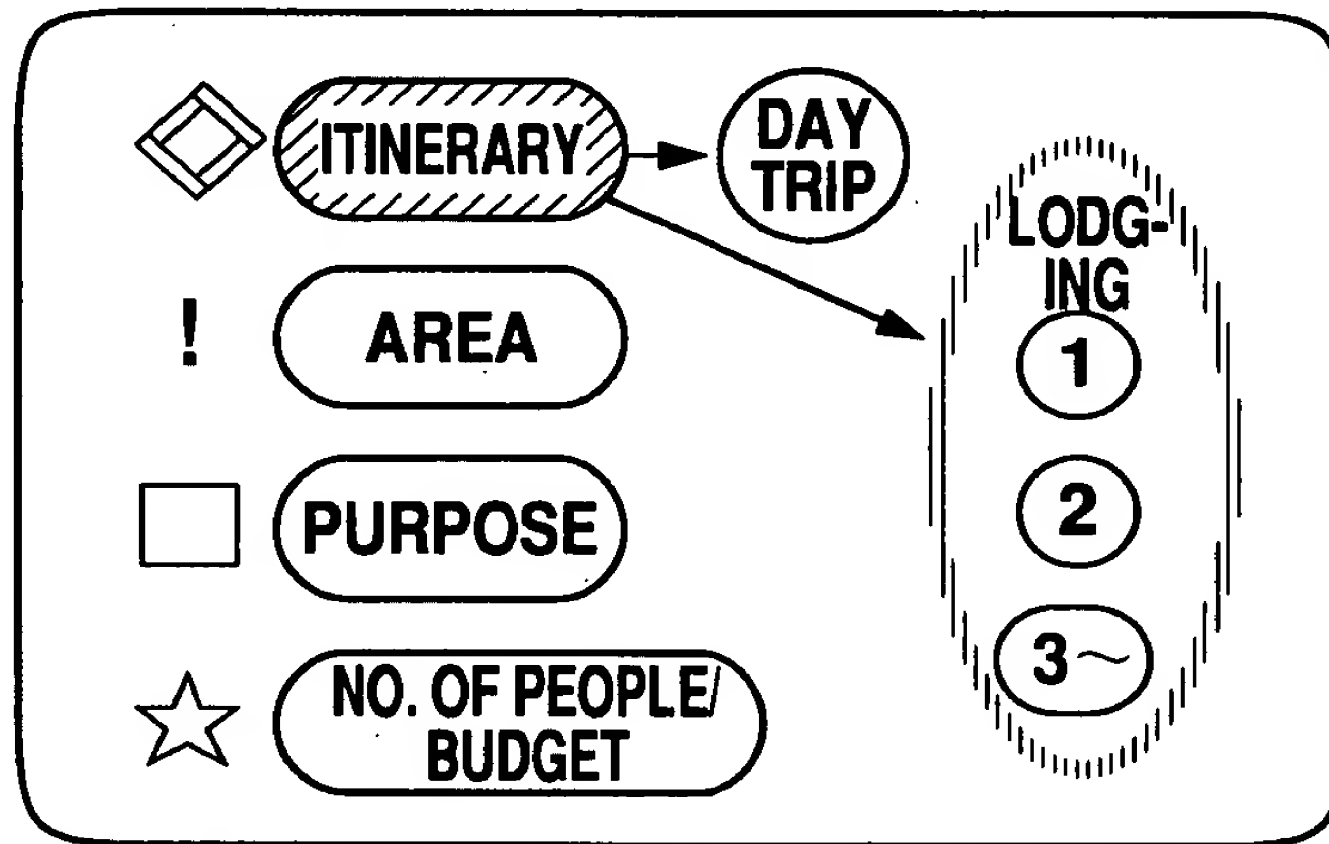 ITINERARY
DAY
TRIP
LODG-
ING
1
2
3~
!
AREA
PURPOSE
NO. OF PEOPLE/
BUDGET